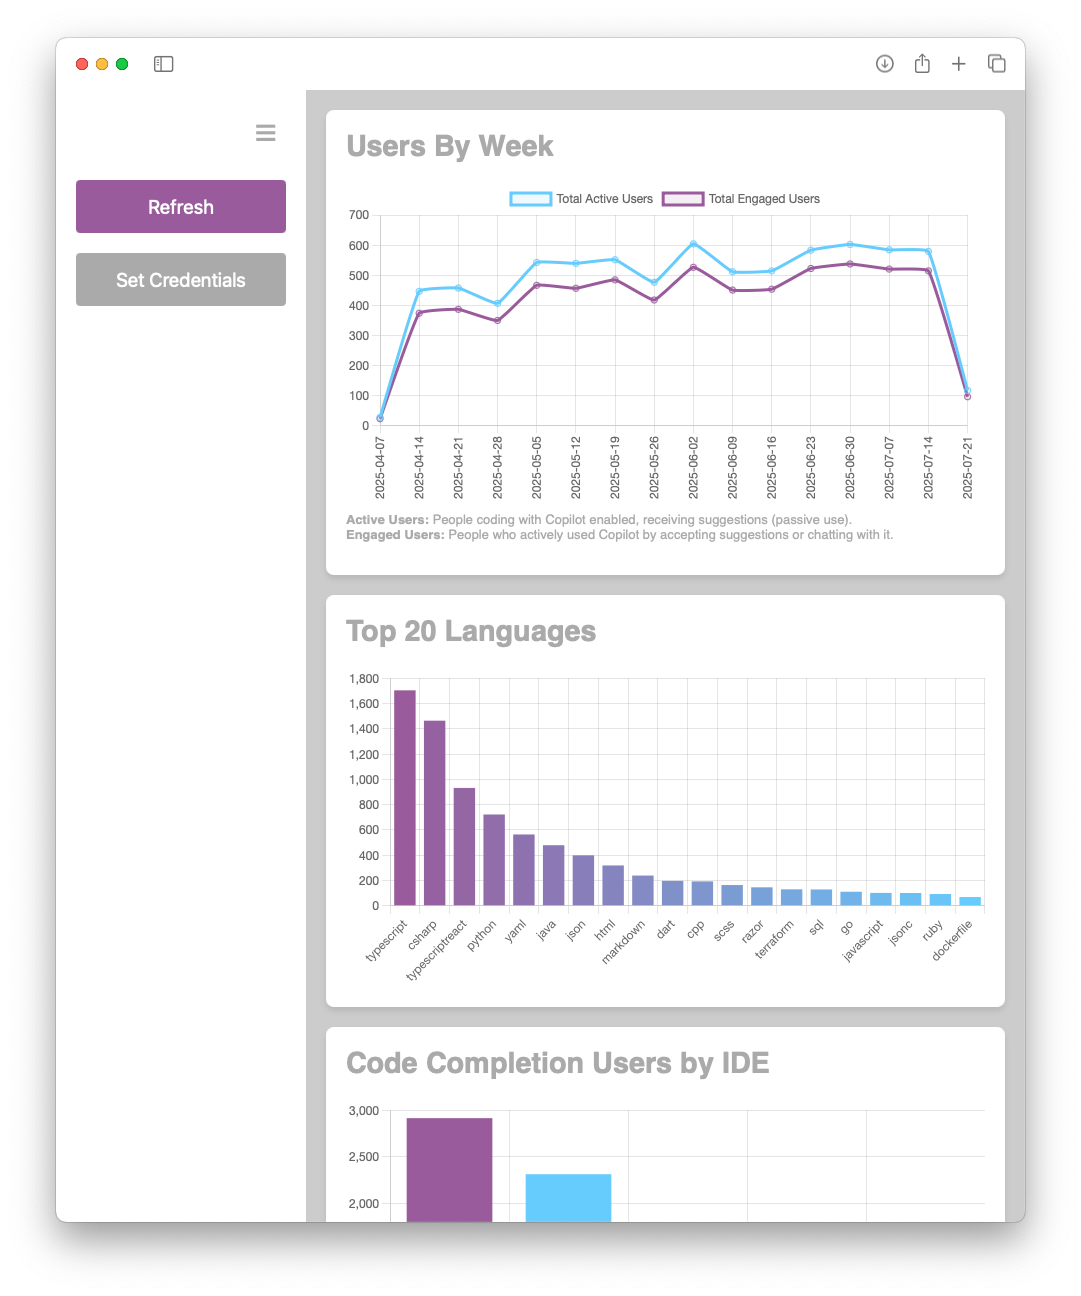 Refresh
Set Credentials
Users By Week
Total Active Users Total Engaged Users
700
600
500
400
300
200
100
0
2025-04-07
2025-04-14
2025-04-21
2025-04-28
2025-05-05
2025-05-12
2025-05-19
2025-05-26
2025-06-02
2025-06-09
2025-06-16
2025-06-23
2025-06-30
2025-07-07
2025-07-14
2025-07-21
Active Users: People coding with Copilot enabled, receiving suggestions (passive use).
Engaged Users: People who actively used Copilot by accepting suggestions or chatting with it.
Top 20 Languages
1,800
1,600
1,400
1,200
1,000
800
600
400
200
0
typescript
csharp
typescriptreact
python
yaml
java
json
html
markdown
dart
cpp
scss
razor
terraform
sql
go
javascript
jsonc
ruby
dockerfile
Code Completion Users by IDE
3,000
2,500
2,000